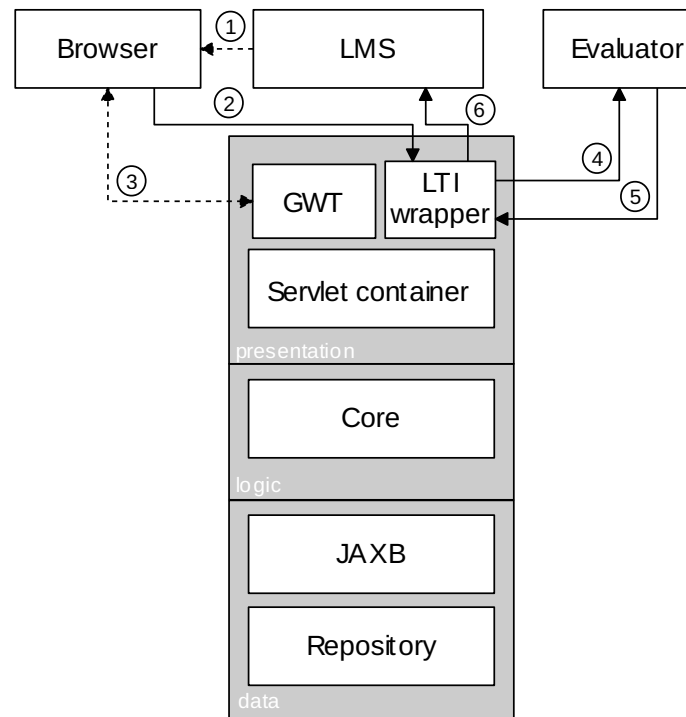 Browser
1
LMS
Evaluator
2
6
4
3
5
GWT
LTI
wrapper
Servlet container
presentation
Core
logic
JAXB
Repository
data